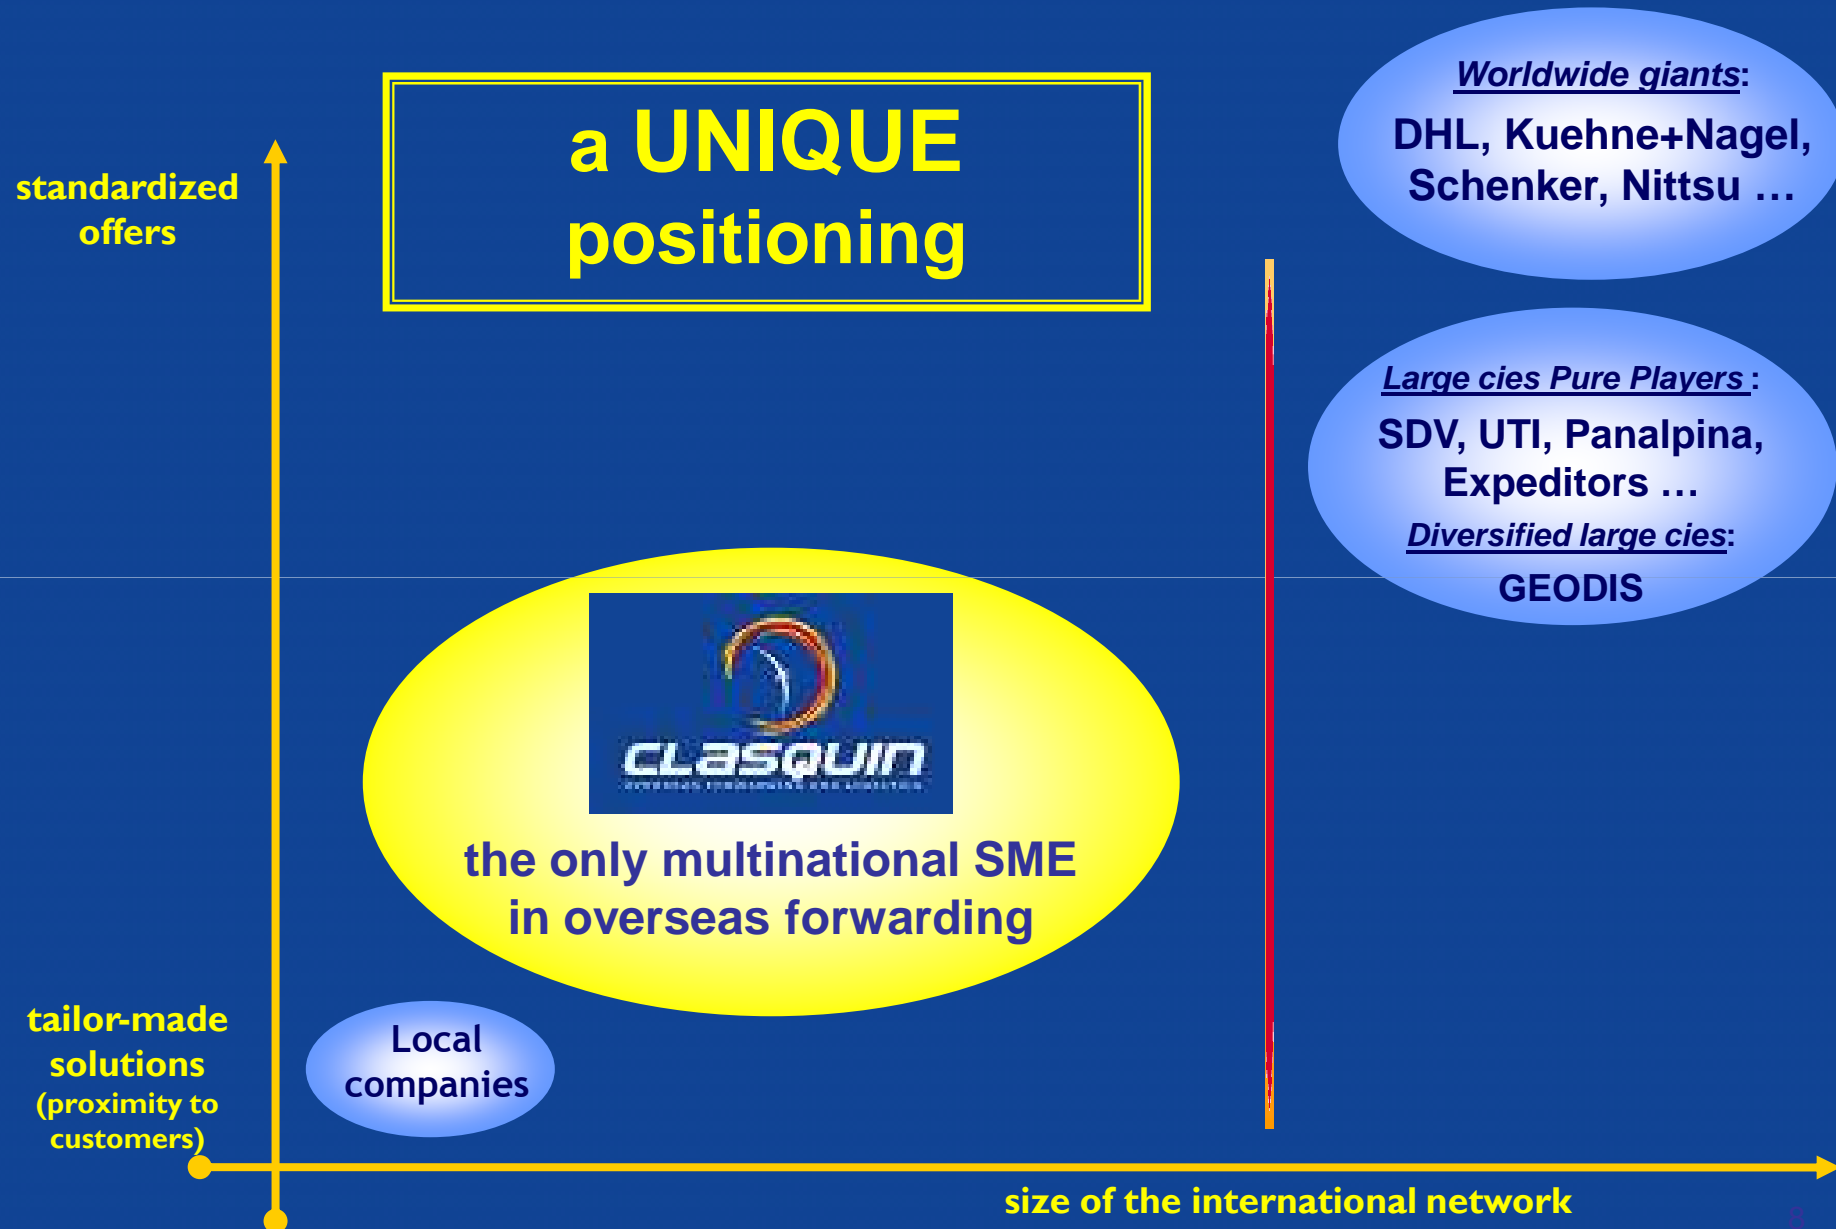 a UNIQUE
positioning
standardized
offers
Worldwide giants:
DHL, Kuehne+Nagel,
Schenker, Nittsu …
Large cies Pure Players :
SDV, UTI, Panalpina,
Expeditors …
Diversified large cies:
GEODIS
CLASQUIN
the only multinational SME
in overseas forwarding
Local
companies
tailor-made
solutions
(proximity to
customers)
size of the international network